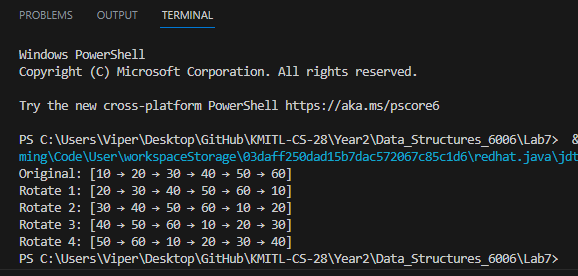 PROBLEMS OUTPUT TERMINAL
Windows PowerShell
Copyright (C) Microsoft Corporation. All rights reserved.
Try the new cross-platform PowerShell https://aka.ms/pscore6
PS C:\Users\Viper\Desktop\GitHub\KMITL-CS-28\Year2\Data_Structures_6006\Lab7> &
ming\Code\User\workspaceStorage\03daff250dad15b7dac572067c85c1d6\redhat.java\jdt
Original: [10 → 20 → 30 → 40 → 50 → 60]
Rotate 1: [20 → 30 → 40 → 50 → 60 → 10]
Rotate 2: [30 → 40 → 50 → 60 → 10 → 20]
Rotate 3: [40 → 50 → 60 → 10 → 20 → 30]
Rotate 4: [50 → 60 → 10 → 20 → 30 → 40]
PS C:\Users\Viper\Desktop\GitHub\KMITL-CS-28\Year2\Data_Structures_6006\Lab7>